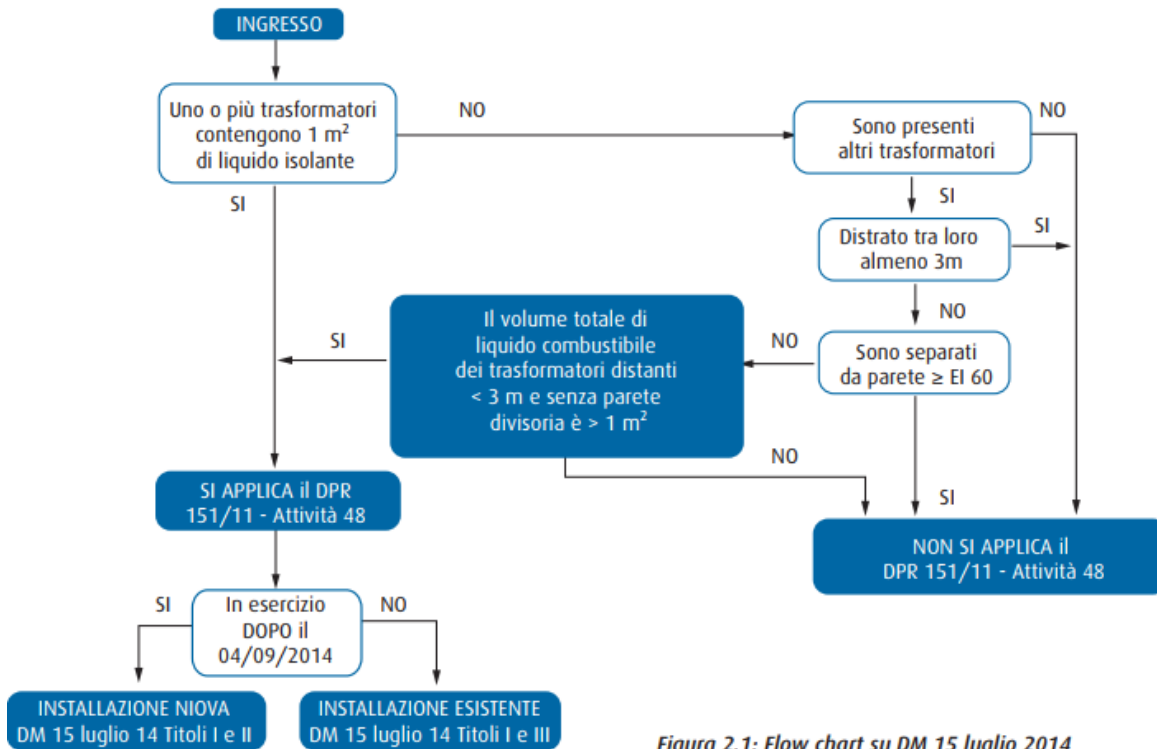 INGRESSO
Uno o più trasformatori
contengono 1 m²
di liquido isolante
NO
Sono presenti
altri trasformatori
NO
SI
SI
Distrato tra loro
almeno 3m
SI
NO
Il volume totale di
liquido combustibile
dei trasformatori distanti
< 3 m e senza parete
divisoria è > 1 m²
SI
NO
Sono separati
da parete ≥ EI 60
NO
SI
SI APPLICA il DPR
151/11 - Attività 48
NON SI APPLICA il
DPR 151/11 - Attività 48
SI
In esercizio
DOPO il
04/09/2014
NO
INSTALLAZIONE NIOVA
DM 15 luglio 14 Titoli I e II
INSTALLAZIONE ESISTENTE
DM 15 luglio 14 Titoli I e III
Figura 2.1: Flow chart su DM 15 luglio 2014